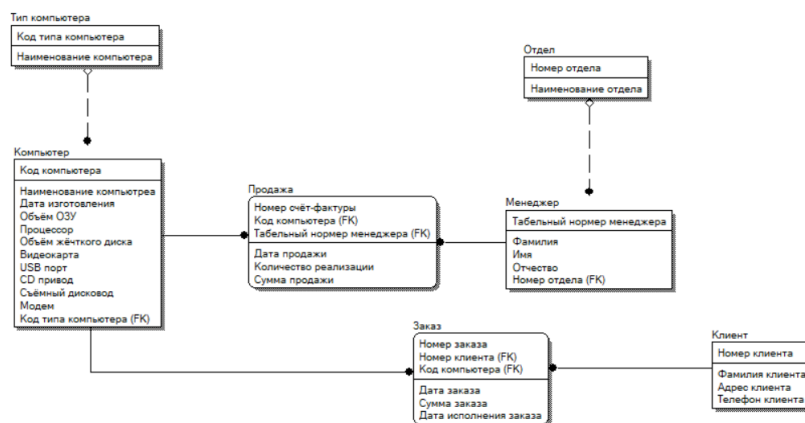 Тип компьютера
Код типа компьютера
Наименование компьютера
Отдел
Номер отдела
Наименование отдела
Компьютер
Код компьютера
Наименование компьютреа
Дата изготовления
Объём ОЗУ
Процессор
Объём жёчткого диска
Видеокарта
USB порт
CD привод
Съёмный дисковод
Модем
Код типа компьютера (FK)
Продажа
Номер счёт-фактуры
Код компьютера (FK)
Табельный нормер менеджера (FK)
Дата продажи
Количество реализации
Сумма продажи
Менеджер
Табельный нормер менеджера
Фамилия
Имя
Отчество
Номер отдела (FK)
Заказ
Номер заказа
Номер клиента (FK)
Код компьютера (FK)
Дата заказа
Сумма заказа
Дата исполнения заказа
Клиент
Номер клиента
Фамилия клиента
Адрес клиента
Телефон клиента